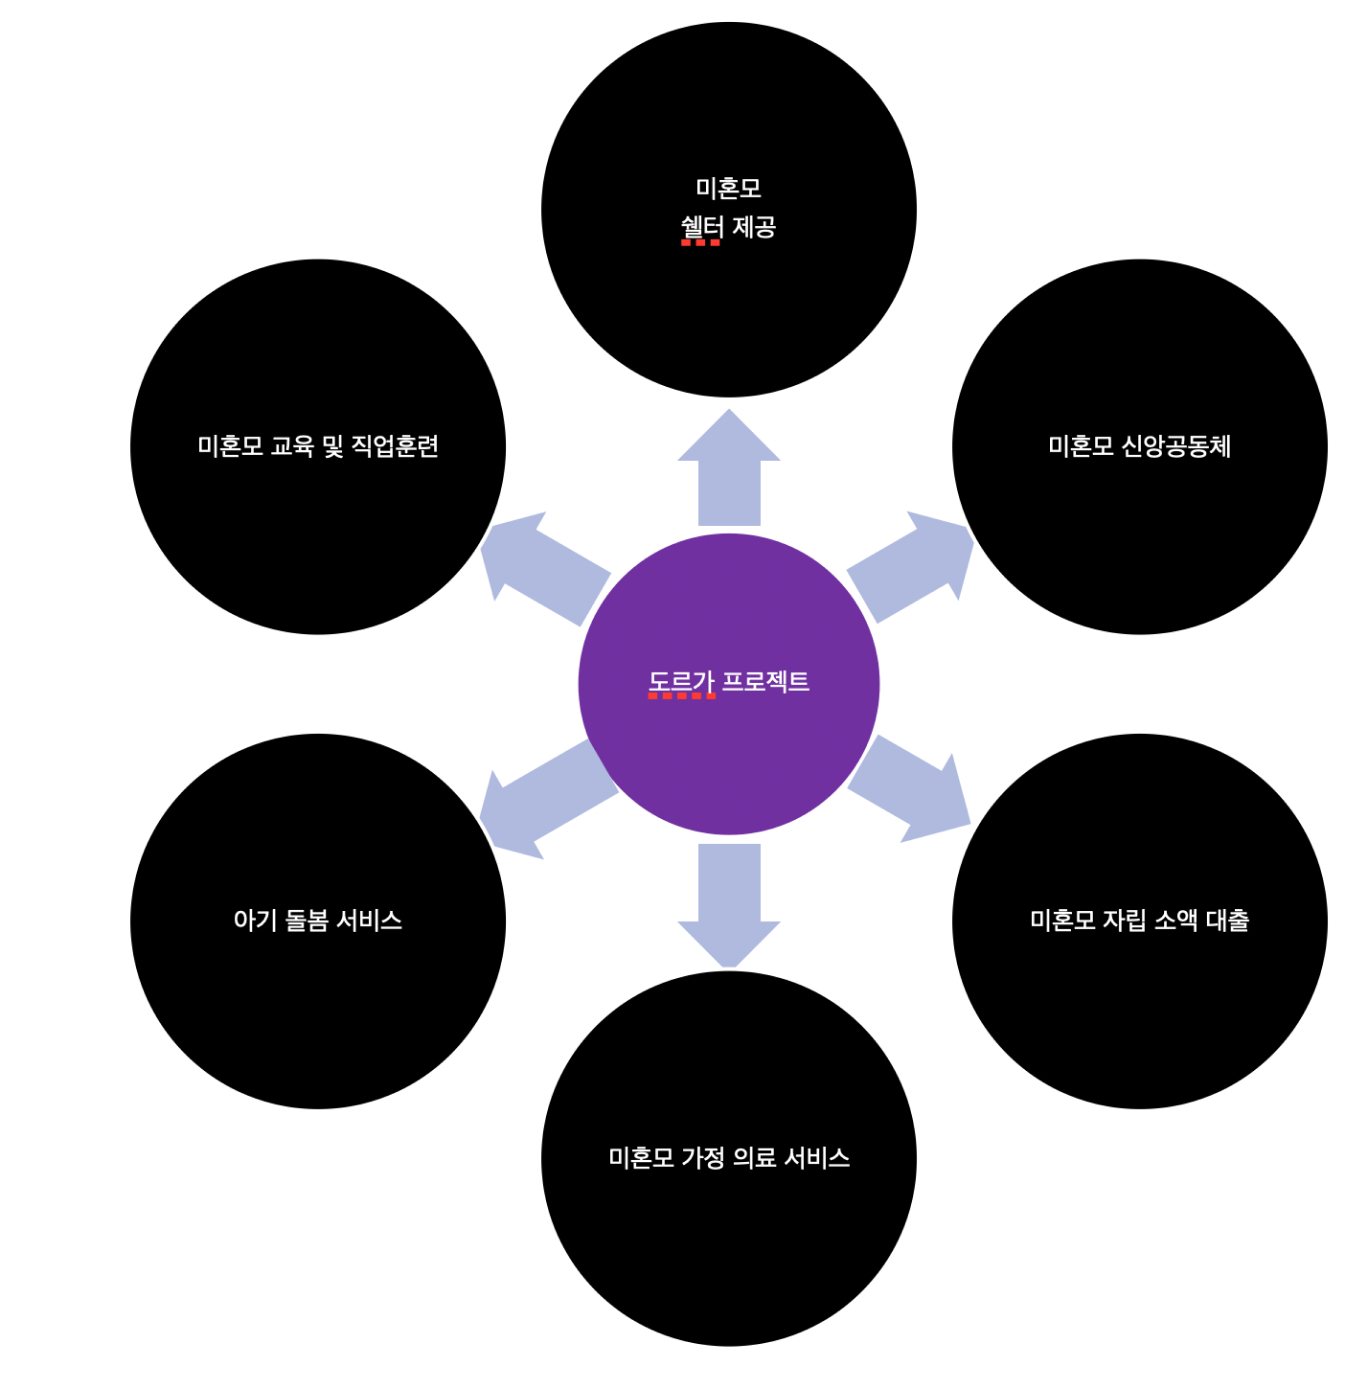 미혼모
쉘터 제공
미혼모 교육 및 직업훈련
미혼모 신앙공동체
도르가 프로젝트
아기 돌봄 서비스
미혼모 자립 소액 대출
미혼모 가정 의료 서비스